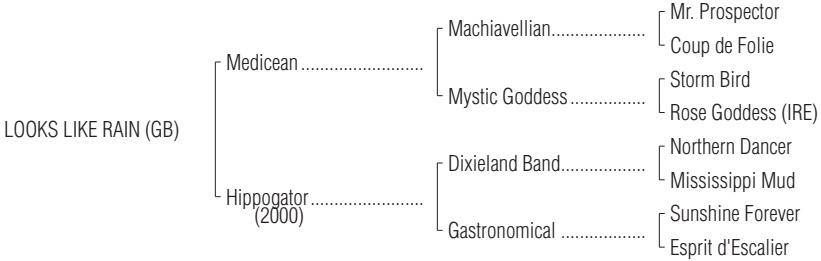 Mr. Prospector
Machiavellian.....................
Coup de Folie
Medicean ...........................
Storm Bird
Mystic Goddess .................
Rose Goddess (IRE)
LOOKS LIKE RAIN (GB)
Northern Dancer
Dixieland Band...................
Mississippi Mud
Hippogator.........................
(2000)
Sunshine Forever
Gastronomical ...................
Esprit d'Escalier